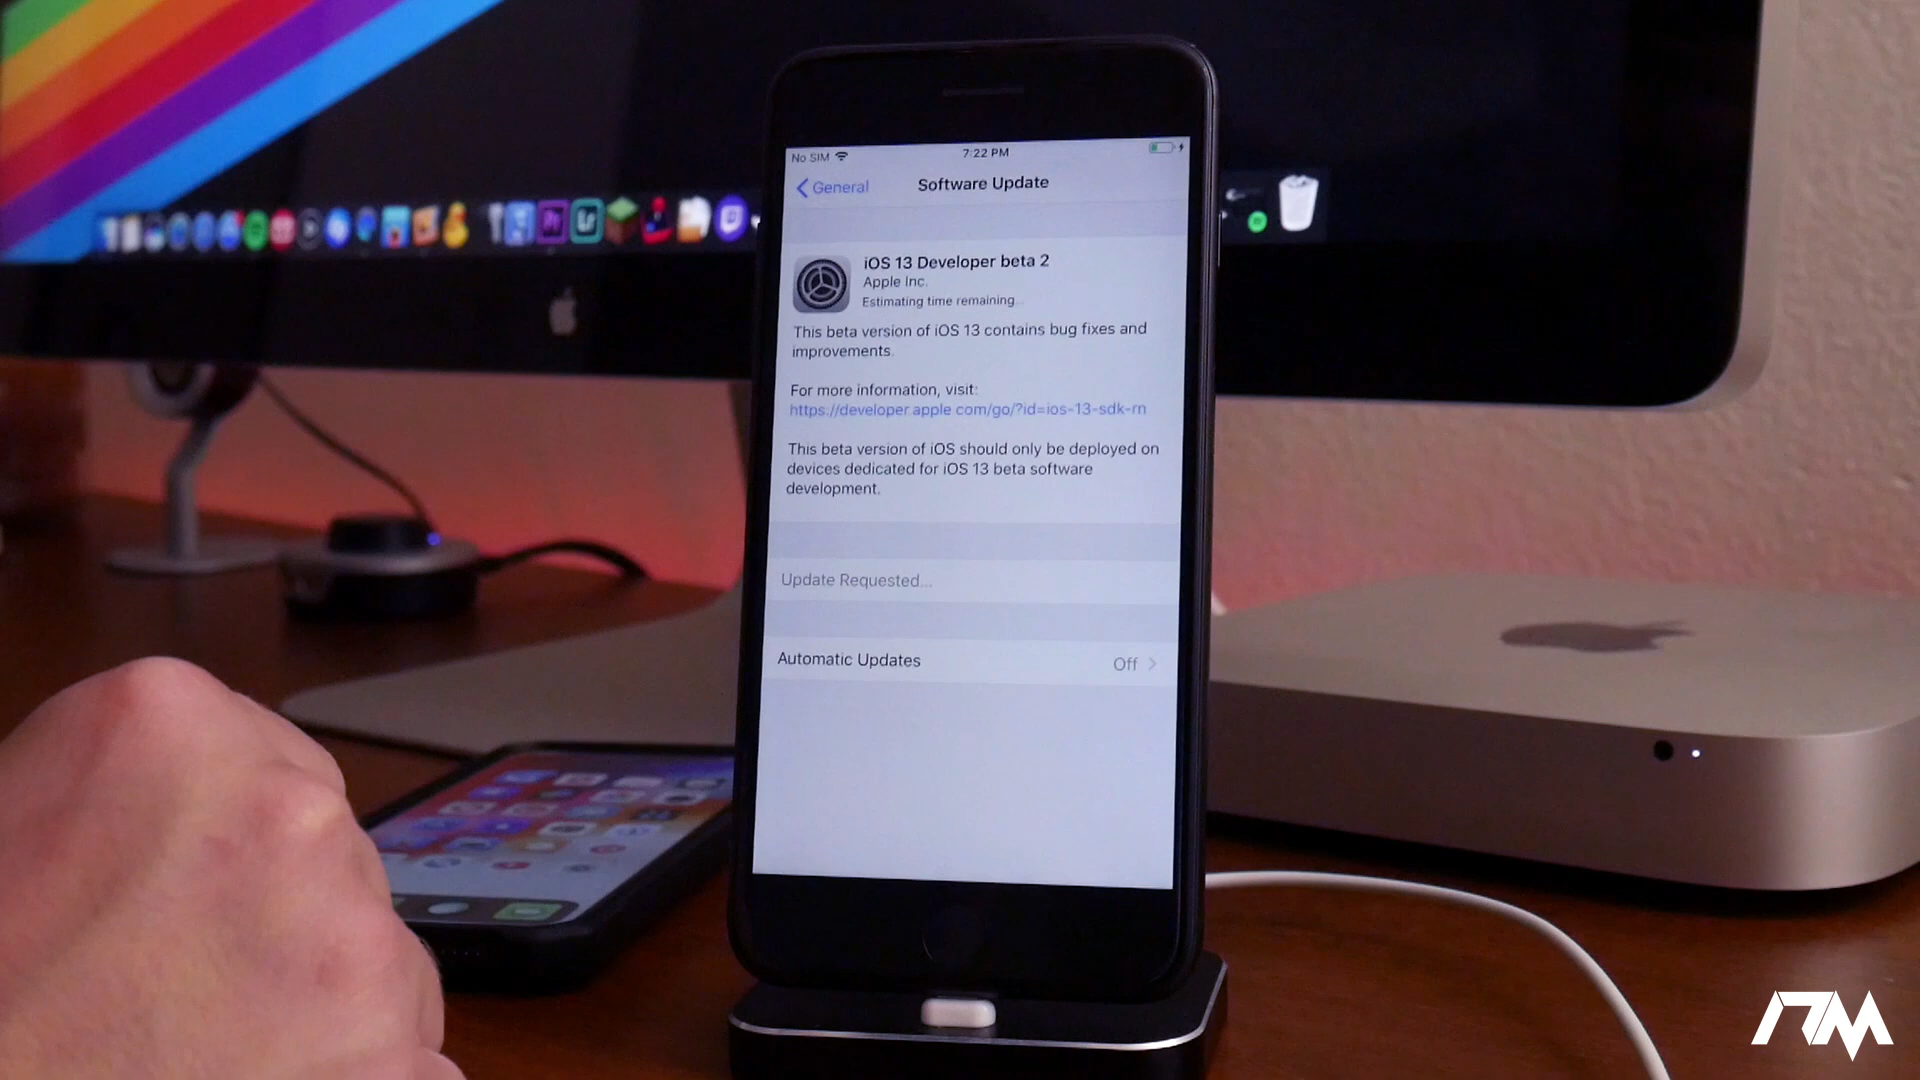 No SIM 7:22 PM
General Software Update
iOS 13 Developer beta 2
Apple Inc.
Estimating time remaining...
This beta version of iOS 13 contains bug fixes and
improvements.
For more information, visit:
https://developer.apple.com/go/?id=ios-13-sdk-rn
This beta version of iOS should only be deployed on
devices dedicated for iOS 13 beta software
development.
Update Requested...
Automatic Updates Off
Pr Lr